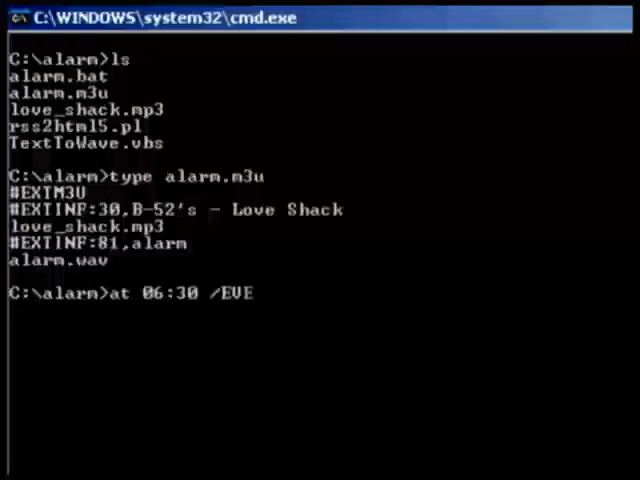 C:\WINDOWS\system32\cmd.exe
C:\alarm>ls
alarm.bat
alarm.m3u
love_shack.mp3
rss2html5.pl
TextToWave.vbs
C:\alarm>type alarm.m3u
#EXTM3U
#EXTINF:30,B-52's - Love Shack
love_shack.mp3
#EXTINF:81,alarm
alarm.wav
C:\alarm>at 06:30 /EVE